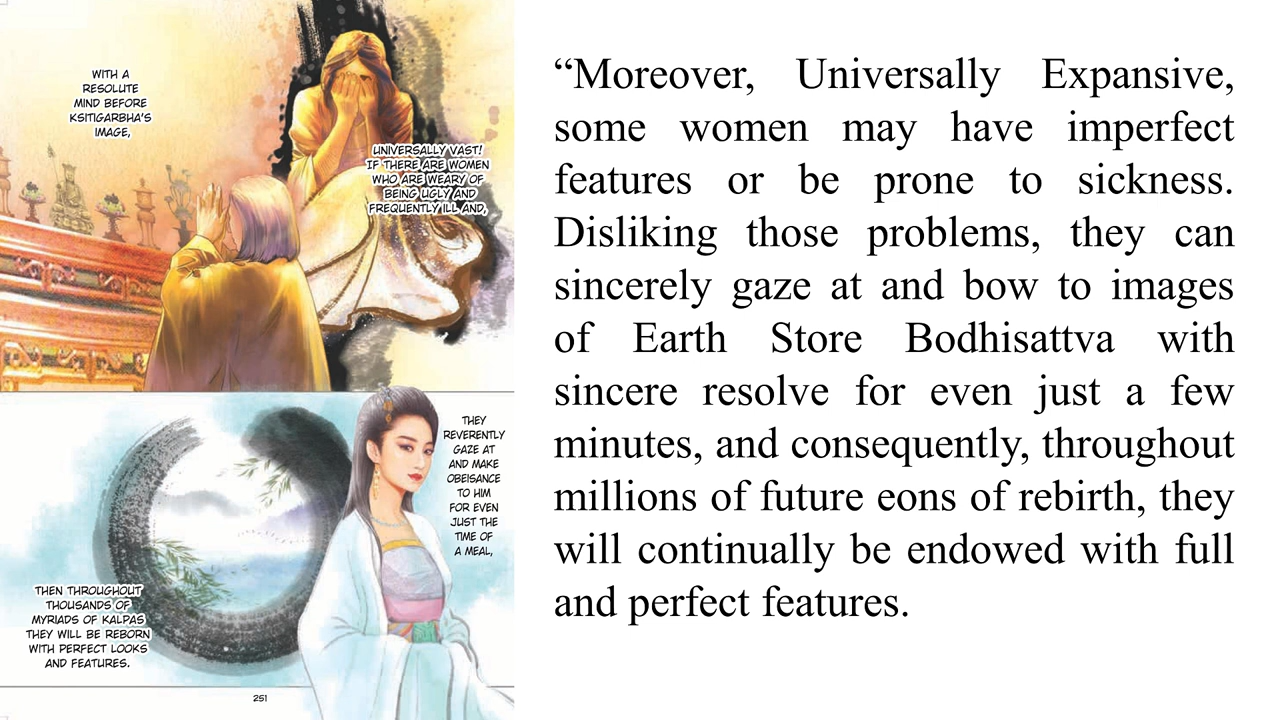 WITH A
RESOLUTE
MIND BEFORE
KSITIGARBHA'S
IMAGE,
UNIVERSALLY VAST!
IF THERE ARE WOMEN
WHO ARE WEARY OF
BEING UGLY AND
FREQUENTLY ILL AND,
THEY
REVERENTLY
GAZE AT
AND MAKE
OBEISANCE
TO HIM
FOR EVEN
JUST THE
TIME OF
A MEAL,
THEN THROUGHOUT
THOUSANDS OF
MYRIADS OF KALPAS
THEY WILL BE REBORN
WITH PERFECT LOOKS
AND FEATURES.
251
“Moreover, Universally Expansive,
some women may have imperfect
features or be prone to sickness.
Disliking those problems, they can
sincerely gaze at and bow to images
of Earth Store Bodhisattva with
sincere resolve for even just a few
minutes, and consequently, throughout
millions of future eons of rebirth, they
will continually be endowed with full
and perfect features.